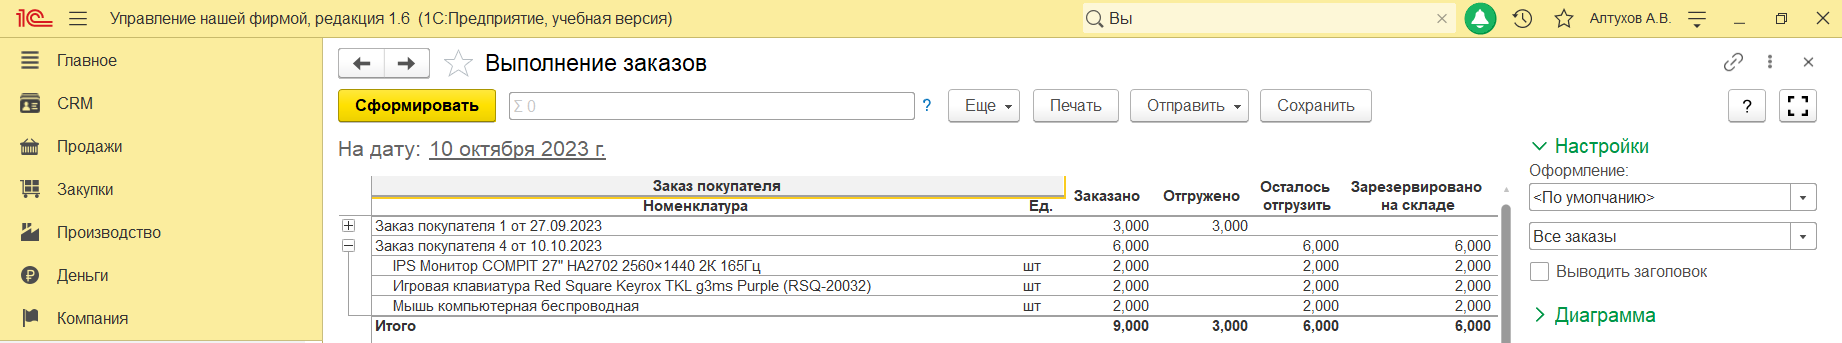 1С Управление нашей фирмой, редакция 1.6 (1С:Предприятие, учебная версия) Вы Алтухов А.В.
Главное
CRM
Продажи
Закупки
Производство
Деньги
Компания
Выполнение заказов
Сформировать Σ 0 ? Еще Печать Отправить Сохранить ?
На дату: 10 октября 2023 г.
Заказ покупателя Заказано Отгружено Осталось отгрузить Зарезервировано на складе
Номенклатура Ед.
Заказ покупателя 1 от 27.09.2023 3,000 3,000
Заказ покупателя 4 от 10.10.2023 6,000 6,000 6,000
IPS Монитор COMPIT 27" HA2702 2560×1440 2К 165Гц шт 2,000 2,000 2,000
Игровая клавиатура Red Square Keyrox TKL g3ms Purple (RSQ-20032) шт 2,000 2,000 2,000
Мышь компьютерная беспроводная шт 2,000 2,000 2,000
Итого 9,000 3,000 6,000 6,000
Настройки
Оформление:
<По умолчанию>
Все заказы
Выводить заголовок
Диаграмма